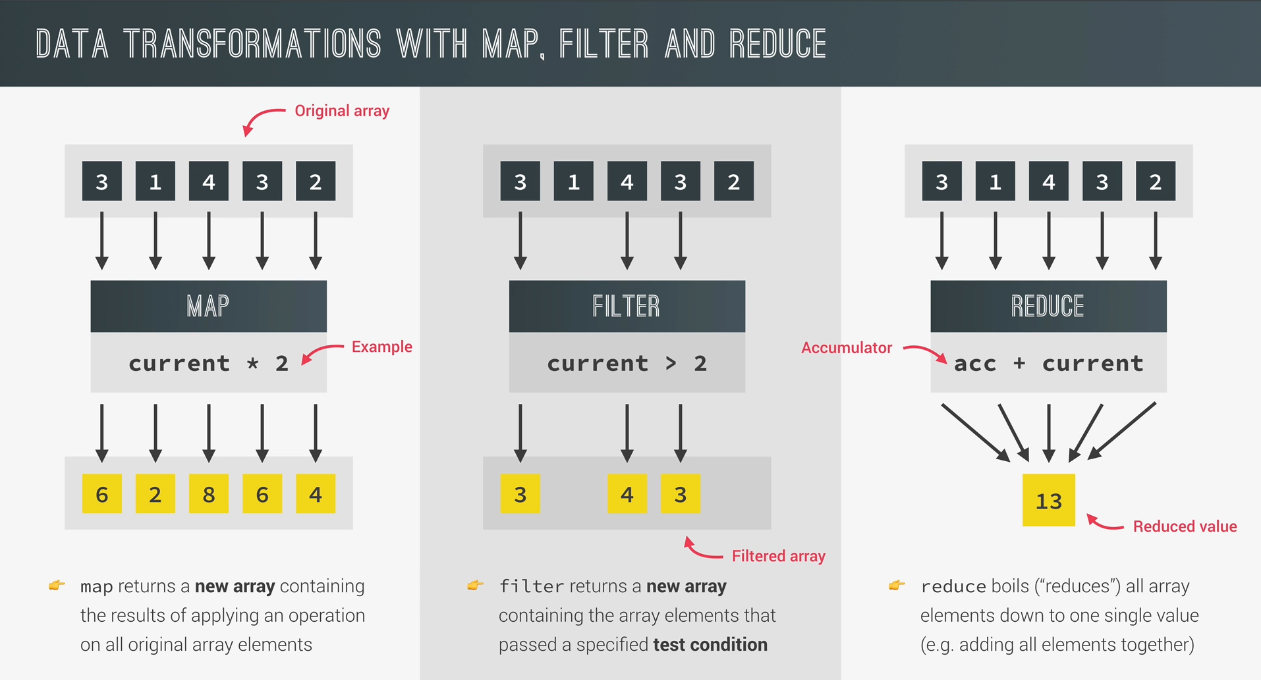 DATA TRANSFORMATIONS WITH MAP, FILTER AND REDUCE
Original array
3 1 4 3 2
MAP
current * 2
Example
6 2 8 6 4
👉 map returns a new array containing
the results of applying an operation
on all original array elements
3 1 4 3 2
FILTER
current > 2
3 4 3
Filtered array
👉 filter returns a new array
containing the array elements that
passed a specified test condition
3 1 4 3 2
REDUCE
Accumulator
acc + current
13
Reduced value
👉 reduce boils (“reduces”) all array
elements down to one single value
(e.g. adding all elements together)